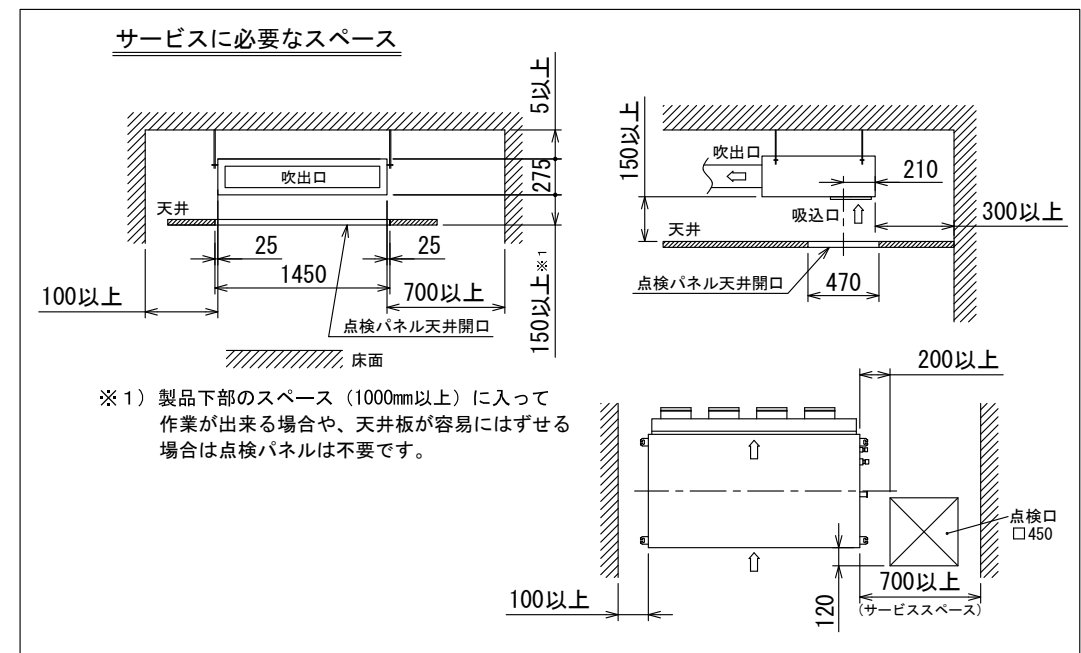 サービスに必要なスペース
5以上
275
150以上※1
吹出口
天井
25
25
1450
100以上
700以上
点検パネル天井開口
床面
※1) 製品下部のスペース (1000mm以上) に入って
作業が出来る場合や、天井板が容易にはずせる
場合は点検パネルは不要です。
150以上
吹出口
210
吸込口
300以上
天井
点検パネル天井開口
470
200以上
点検口
□450
700以上
(サービススペース)
100以上
120